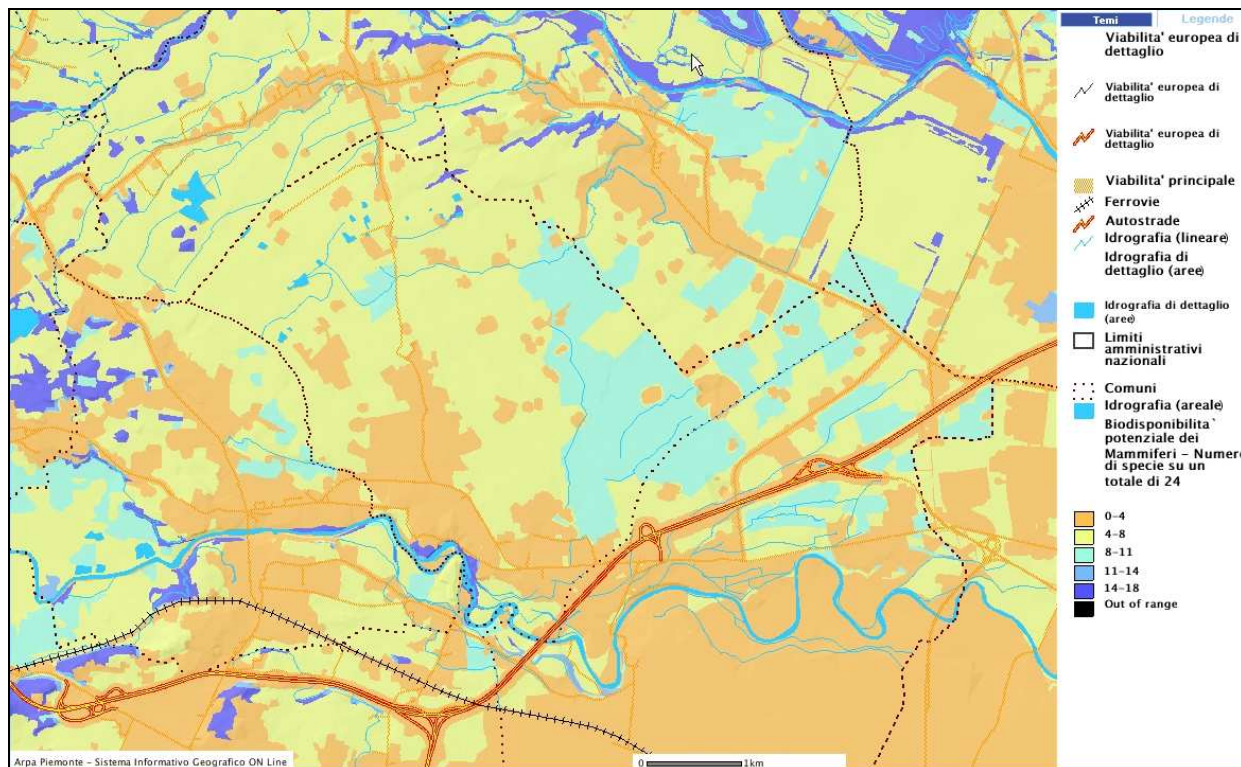 Temi
Legende
Viabilita' europea di
dettaglio
Viabilita' europea di
dettaglio
Viabilita' europea di
dettaglio
Viabilita' principale
Ferrovie
Autostrade
Idrografia (lineare)
Idrografia di
dettaglio (aree)
Idrografia di dettaglio
(aree)
Limiti
amministrativi
nazionali
Comuni
Idrografia (areale)
Biodisponibilita`
potenziale dei
Mammiferi - Numero
di specie su un
totale di 24
0-4
4-8
8-11
11-14
14-18
Out of range
Arpa Piemonte - Sistema Informativo Geografico ON Line
0 1km